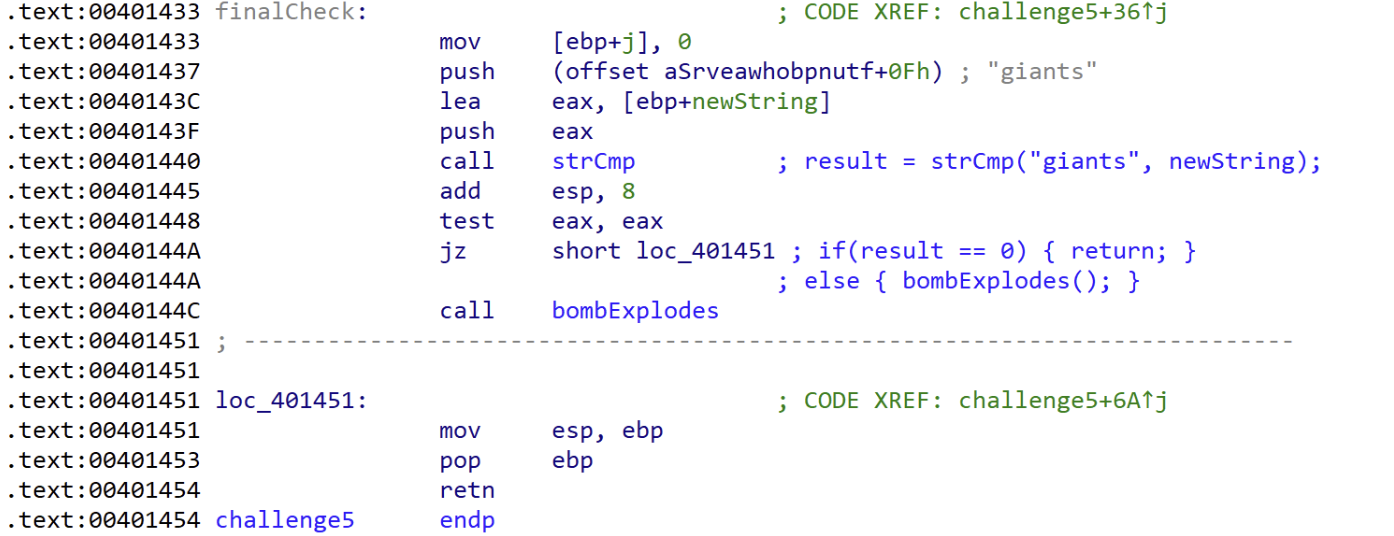 .text:00401433 finalCheck: ; CODE XREF: challenge5+36↑j
.text:00401433 mov [ebp+j], 0
.text:00401437 push (offset aSrveawhobpnutf+0Fh) ; "giants"
.text:0040143C lea eax, [ebp+newString]
.text:0040143F push eax
.text:00401440 call strCmp ; result = strCmp("giants", newString);
.text:00401445 add esp, 8
.text:00401448 test eax, eax
.text:0040144A jz short loc_401451 ; if(result == 0) { return; }
.text:0040144A ; else { bombExplodes(); }
.text:0040144C call bombExplodes
.text:00401451 ; ---------------------------------------------------------------------------
.text:00401451
.text:00401451 loc_401451: ; CODE XREF: challenge5+6A↑j
.text:00401451 mov esp, ebp
.text:00401453 pop ebp
.text:00401454 retn
.text:00401454 challenge5 endp